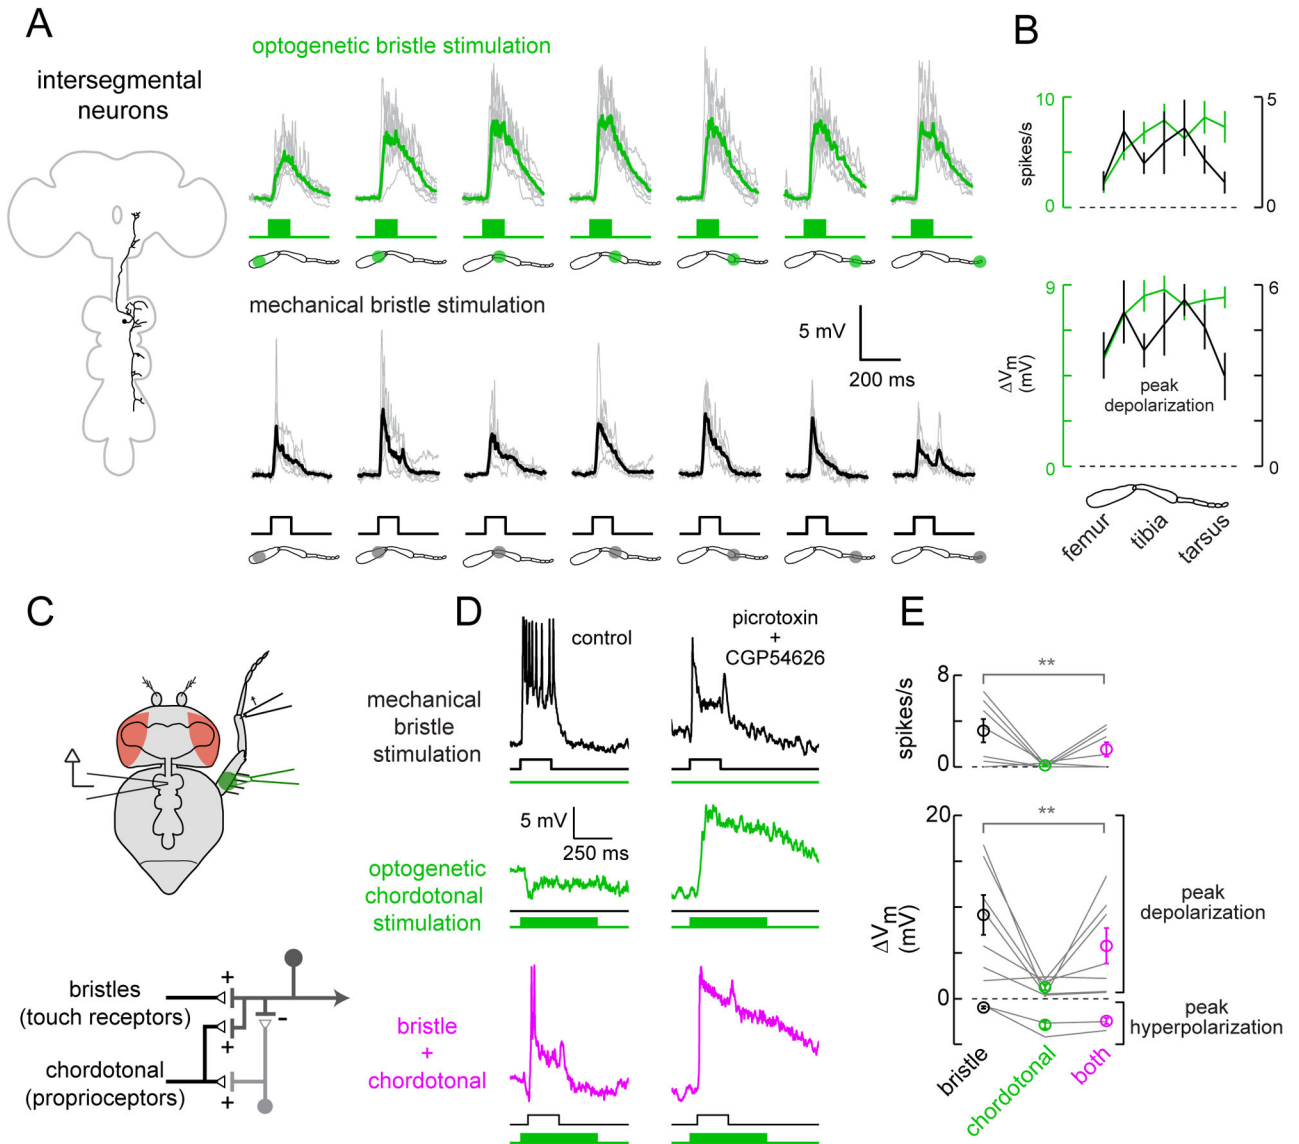 A
intersegmental
neurons
optogenetic bristle stimulation
mechanical bristle stimulation
5 mV
200 ms
B
10
5
spikes/s
0
0
9
6
ΔVm
(mV)
peak
depolarization
0
0
femur
tibia
tarsus
C
bristles
(touch receptors)
chordotonal
(proprioceptors)
+
+
-
+
D
control
picrotoxin
+
CGP54626
mechanical
bristle
stimulation
5 mV
250 ms
optogenetic
chordotonal
stimulation
bristle
+
chordotonal
E
8
**
spikes/s
0
20
**
ΔVm
(mV)
peak
depolarization
0
peak
hyperpolarization
bristle
chordotonal
both